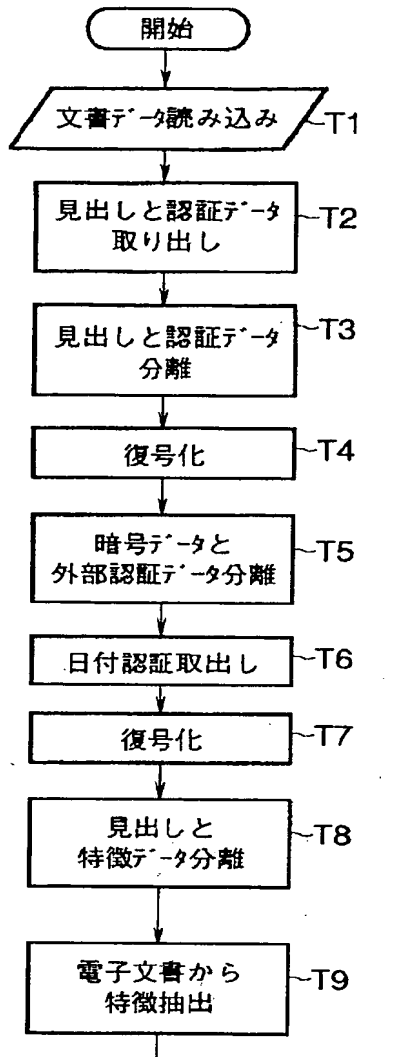 開始
文書データ読み込み
T1
見出しと認証データ
取り出し
T2
見出しと認証データ
分離
T3
復号化
T4
暗号データと
外部認証データ分離
T5
日付認証取出し
T6
復号化
T7
見出しと
特徴データ分離
T8
電子文書から
特徴抽出
T9